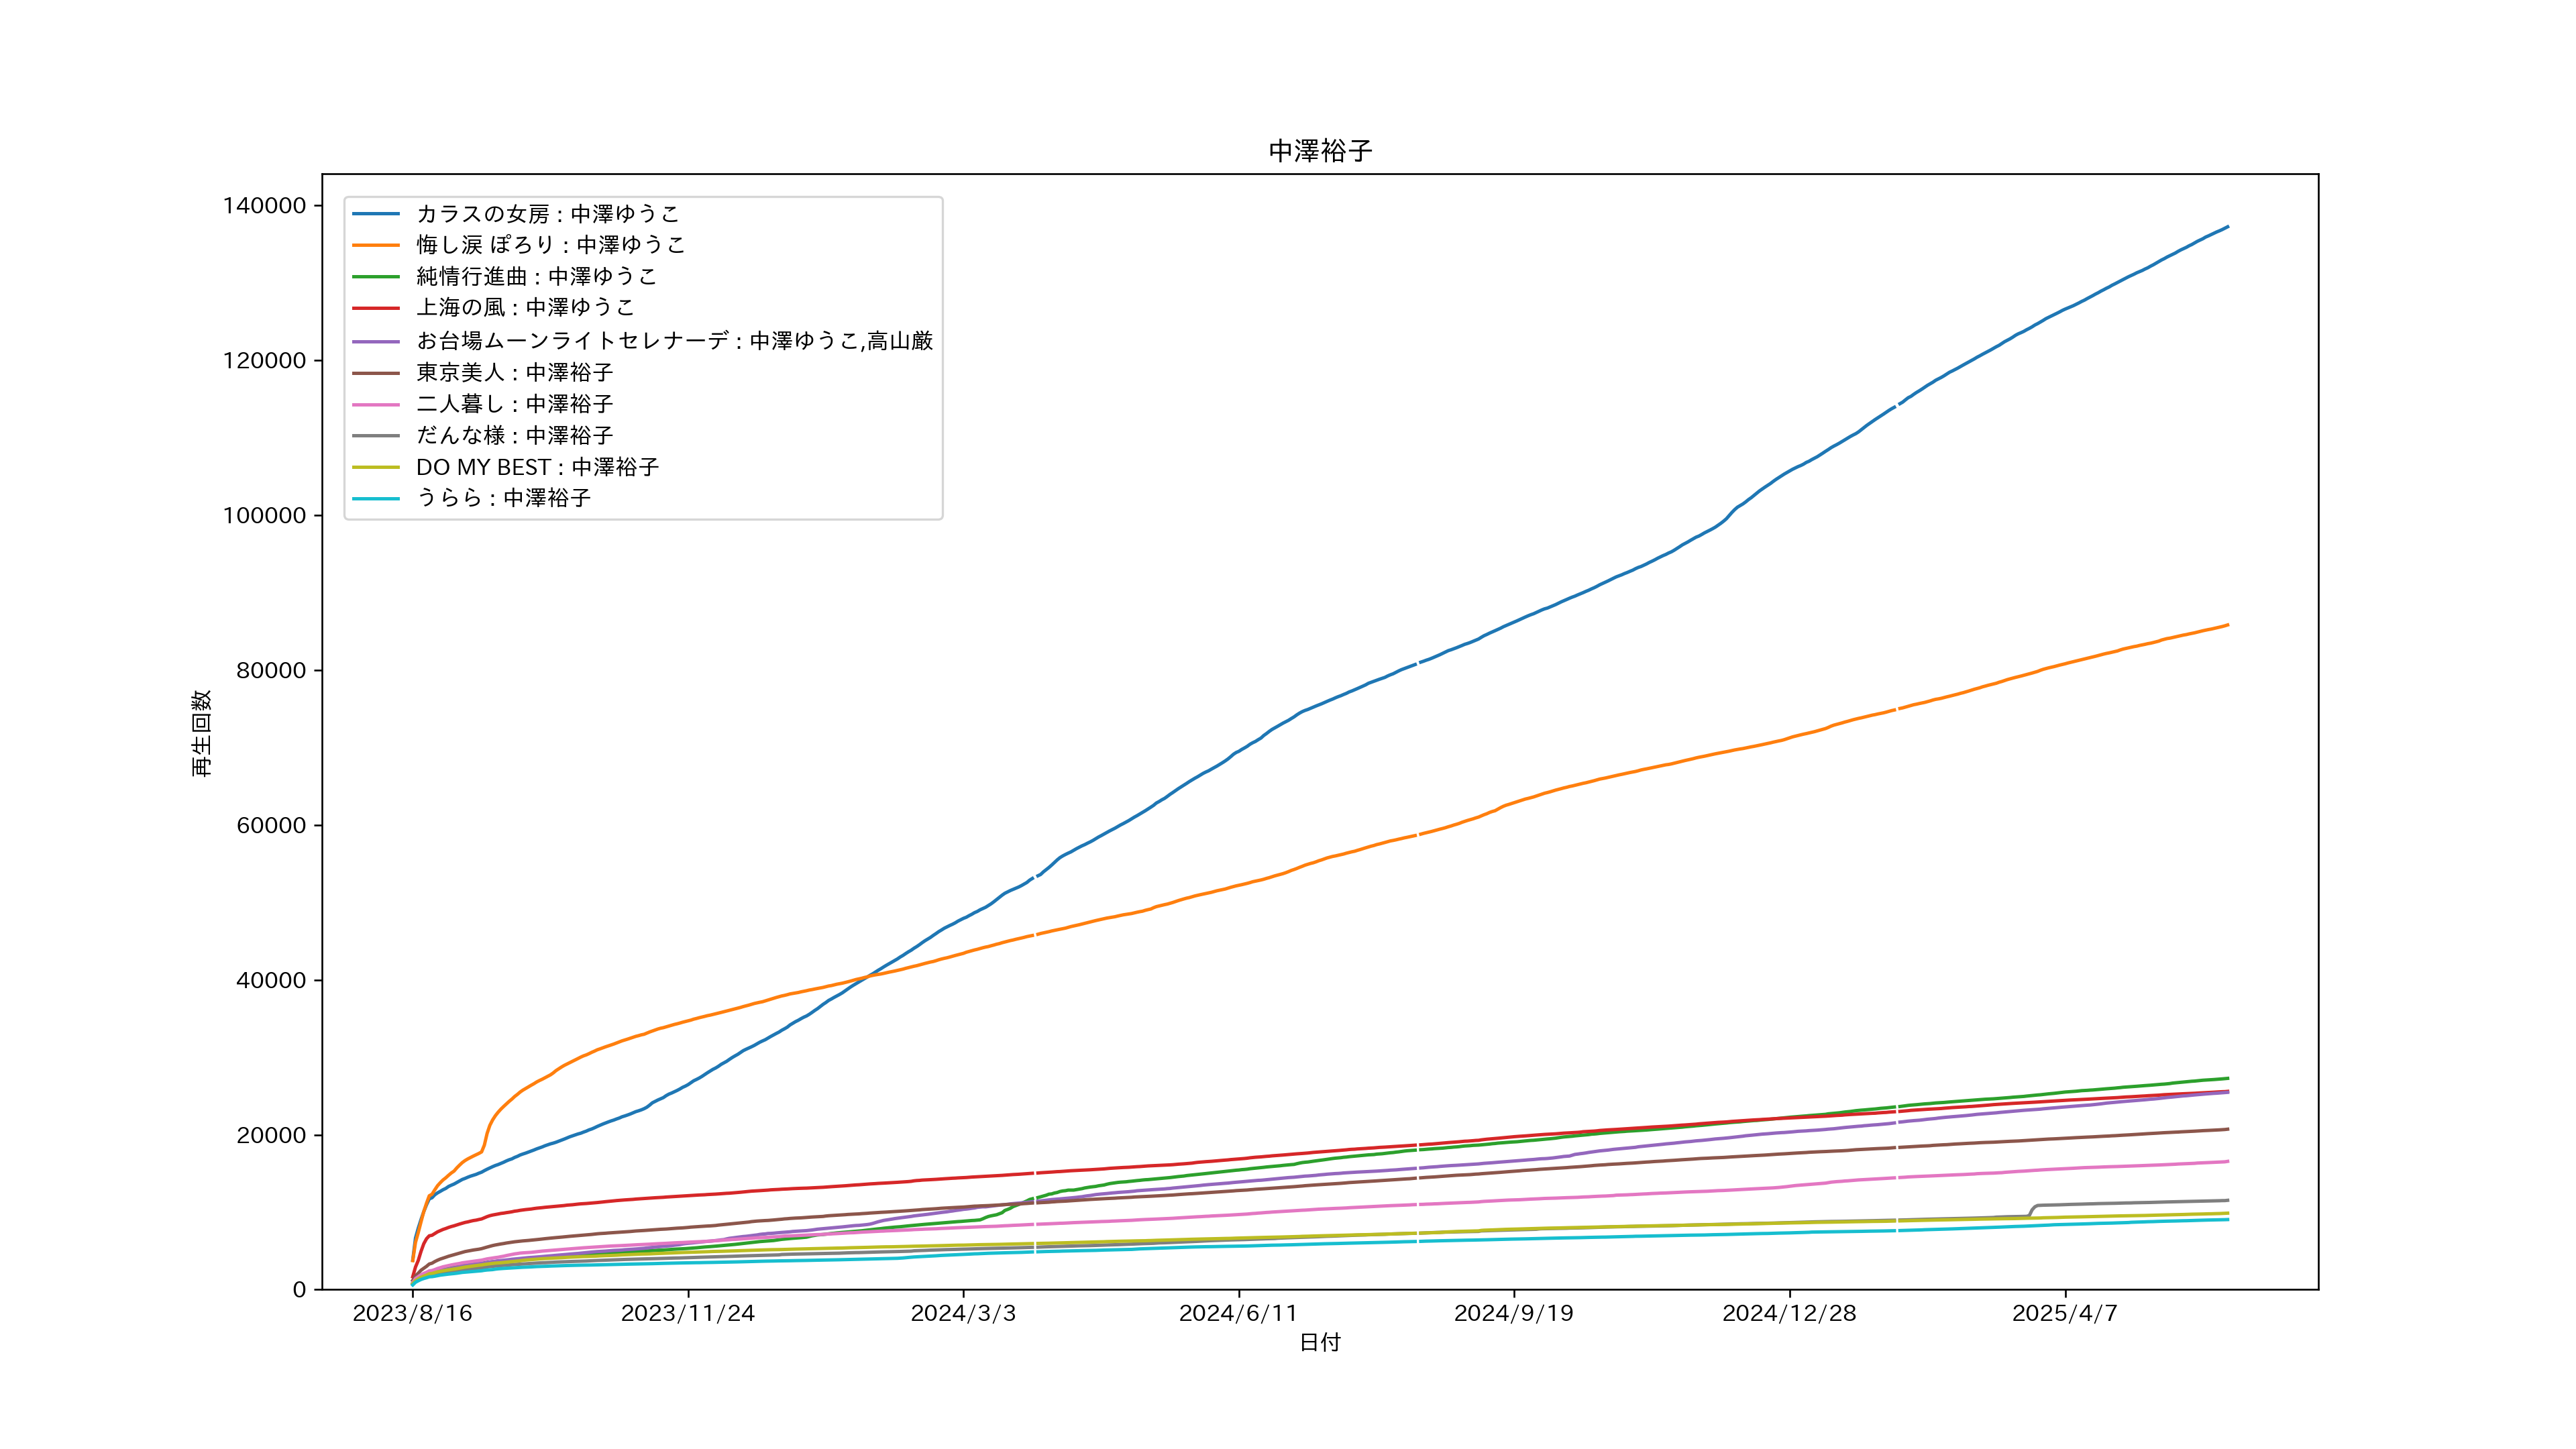 中澤裕子
140000
120000
100000
80000
60000
40000
20000
0
再生回数
カラスの女房 : 中澤ゆうこ
悔し涙 ぽろり : 中澤ゆうこ
純情行進曲 : 中澤ゆうこ
上海の風 : 中澤ゆうこ
お台場ムーンライトセレナーデ : 中澤ゆうこ,高山厳
東京美人 : 中澤裕子
二人暮し : 中澤裕子
だんな様 : 中澤裕子
DO MY BEST : 中澤裕子
うらら : 中澤裕子
2023/8/16 2023/11/24 2024/3/3 2024/6/11 2024/9/19 2024/12/28 2025/4/7
日付